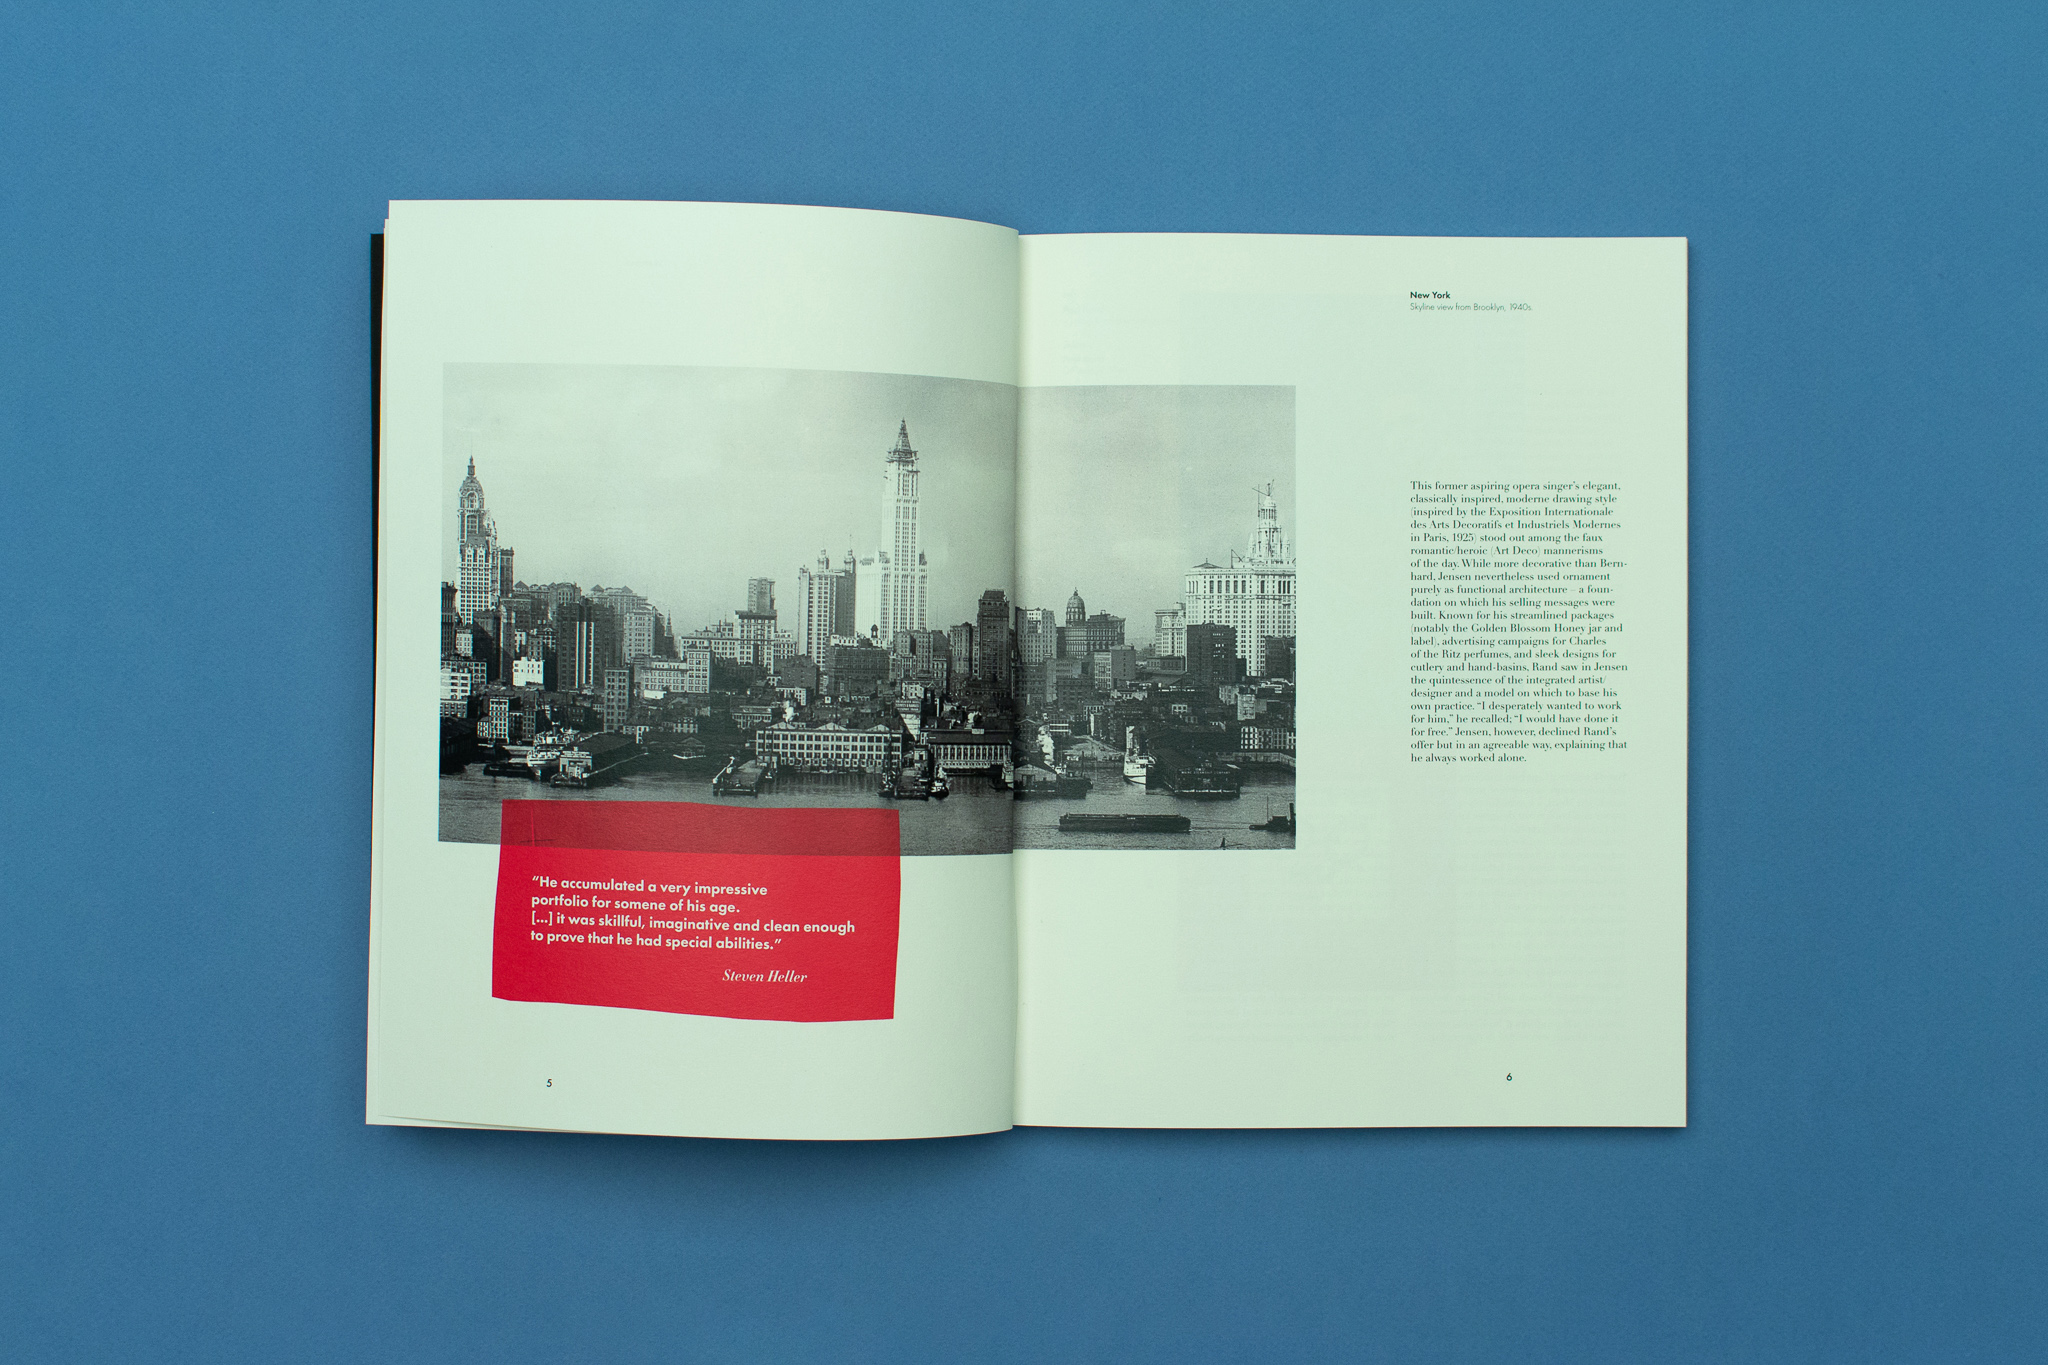 “He accumulated a very impressive
portfolio for somene of his age.
[...] it was skillful, imaginative and clean enough
to prove that he had special abilities.”
Steven Heller
5
New York
Skyline view from Brooklyn, 1940s.
This former aspiring opera singer’s elegant,
classically inspired, moderne drawing style
(inspired by the Exposition Internationale
des Arts Decoratifs et Industriels Modernes
in Paris, 1925) stood out among the faux
romantic/heroic (Art Deco) mannerisms
of the day. While more decorative than Bern-
hard, Jensen nevertheless used ornament
purely as functional architecture – a foun-
dation on which his selling messages were
built. Known for his streamlined packages
(notably the Golden Blossom Honey jar and
label), advertising campaigns for Charles
of the Ritz perfumes, and sleek designs for
cutlery and hand-basins, Rand saw in Jensen
the quintessence of the integrated artist/
designer and a model on which to base his
own practice. “I desperately wanted to work
for him,” he recalled; “I would have done it
for free.” Jensen, however, declined Rand’s
offer but in an agreeable way, explaining that
he always worked alone.
6